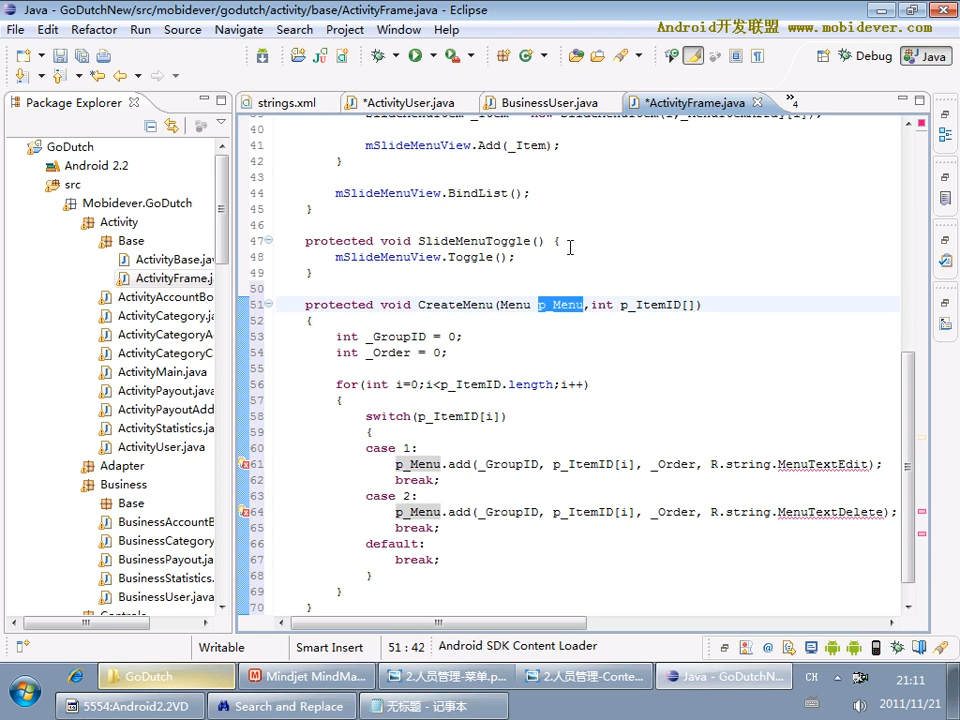 Java - GoDutchNew/src/mobidever/godutch/activity/base/ActivityFrame.java - Eclipse
File Edit Refactor Run Source Navigate Search Project Window Help
Android开发联盟 www.mobidever.com
Debug Java
Package Explorer
strings.xml *ActivityUser.java BusinessUser.java *ActivityFrame.java »4
GoDutch
Android 2.2
src
Mobidever.GoDutch
Activity
Base
ActivityBase.jav
ActivityFrame.j
ActivityAccountBo
ActivityCategory.ja
ActivityCategoryA
ActivityCategoryC
ActivityMain.java
ActivityPayout.java
ActivityPayoutAdd
ActivityStatistics.ja
ActivityUser.java
Adapter
Business
Base
BusinessAccountB
BusinessCategory
BusinessPayout.ja
BusinessStatistics.
BusinessUser.java
40
41 mSlideMenuView.Add(_Item);
42 }
43
44 mSlideMenuView.BindList();
45 }
46
47 protected void SlideMenuToggle() {
48 mSlideMenuView.Toggle();
49 }
50
51 protected void CreateMenu(Menu p_Menu,int p_ItemID[])
52 {
53 int _GroupID = 0;
54 int _Order = 0;
55
56 for(int i=0;i<p_ItemID.length;i++)
57 {
58 switch(p_ItemID[i])
59 {
60 case 1:
61 p_Menu.add(_GroupID, p_ItemID[i], _Order, R.string.MenuTextEdit);
62 break;
63 case 2:
64 p_Menu.add(_GroupID, p_ItemID[i], _Order, R.string.MenuTextDelete);
65 break;
66 default:
67 break;
68 }
69 }
70 }
Writable Smart Insert 51 : 42 Android SDK Content Loader
GoDutch Mindjet MindMa... 2.人员管理-菜单.p... 2.人员管理-Conte... Java - GoDutchN... CH 21:11
5554:Android2.2VD Search and Replace 无标题 - 记事本 2011/11/21